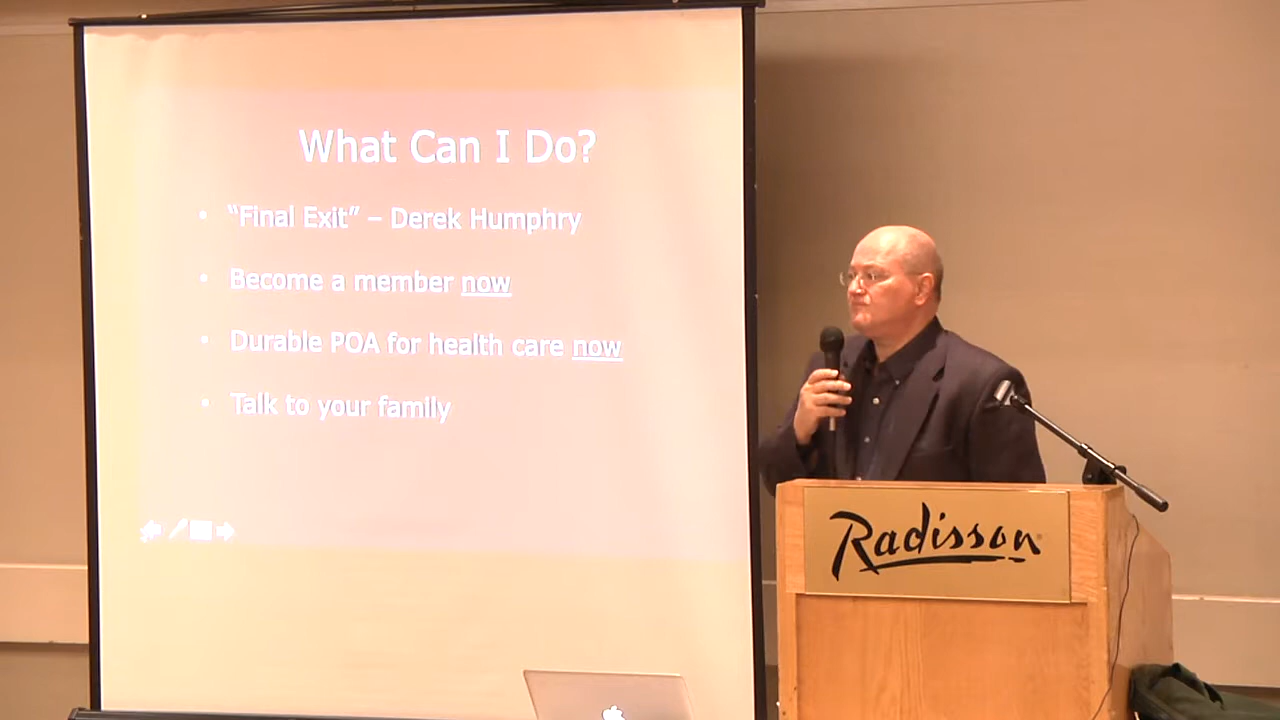 What Can I Do?
• “Final Exit” – Derek Humphry
• Become a member now
• Durable POA for health care now
• Talk to your family
Radisson